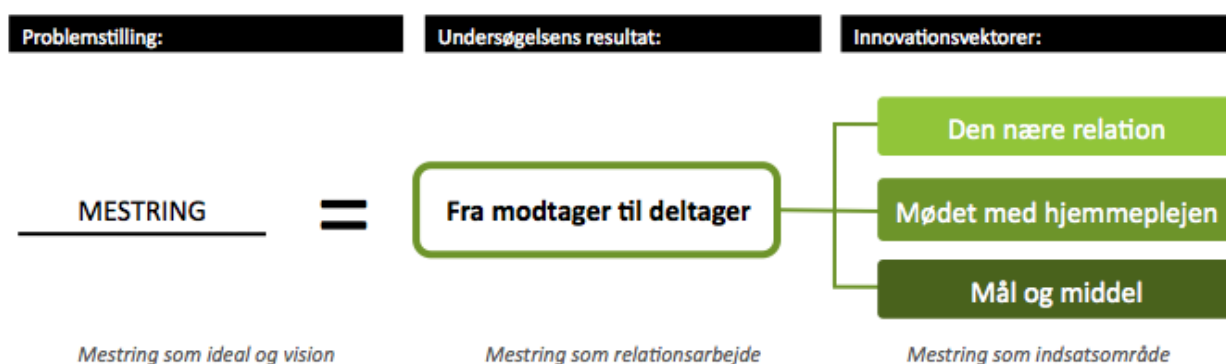 Problemstilling:
Undersøgelsens resultat:
Innovationsvektorer:
MESTRING
=
Fra modtager til deltager
Den nære relation
Mødet med hjemmeplejen
Mål og middel
Mestring som ideal og vision
Mestring som relationsarbejde
Mestring som indsatsområde